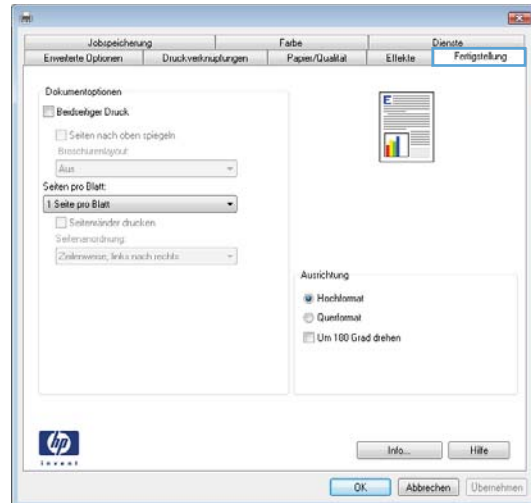 Jobspeicherung Farbe Dienste
Erweiterte Optionen Druckverknüpfungen Papier/Qualität Effekte Fertigstellung
Dokumentoptionen
Beidseitiger Druck
Seiten nach oben spiegeln
Broschürenlayout:
Aus
Seiten pro Blatt:
1 Seite pro Blatt
Seitenränder drucken
Seitenanordnung:
Zeilenweise, links nach rechts
E
Ausrichtung
Hochformat
Querformat
Um 180 Grad drehen
hp
invent
Info... Hilfe
OK Abbrechen Übernehmen